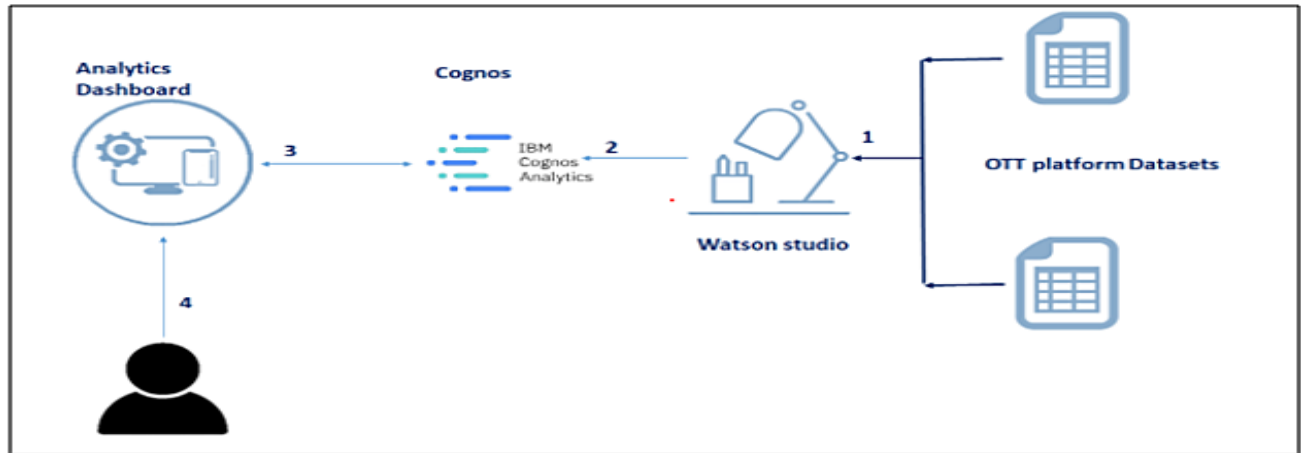 Analytics
Dashboard
Cognos
3
IBM
Cognos
Analytics
2
1
OTT platform Datasets
Watson studio
4